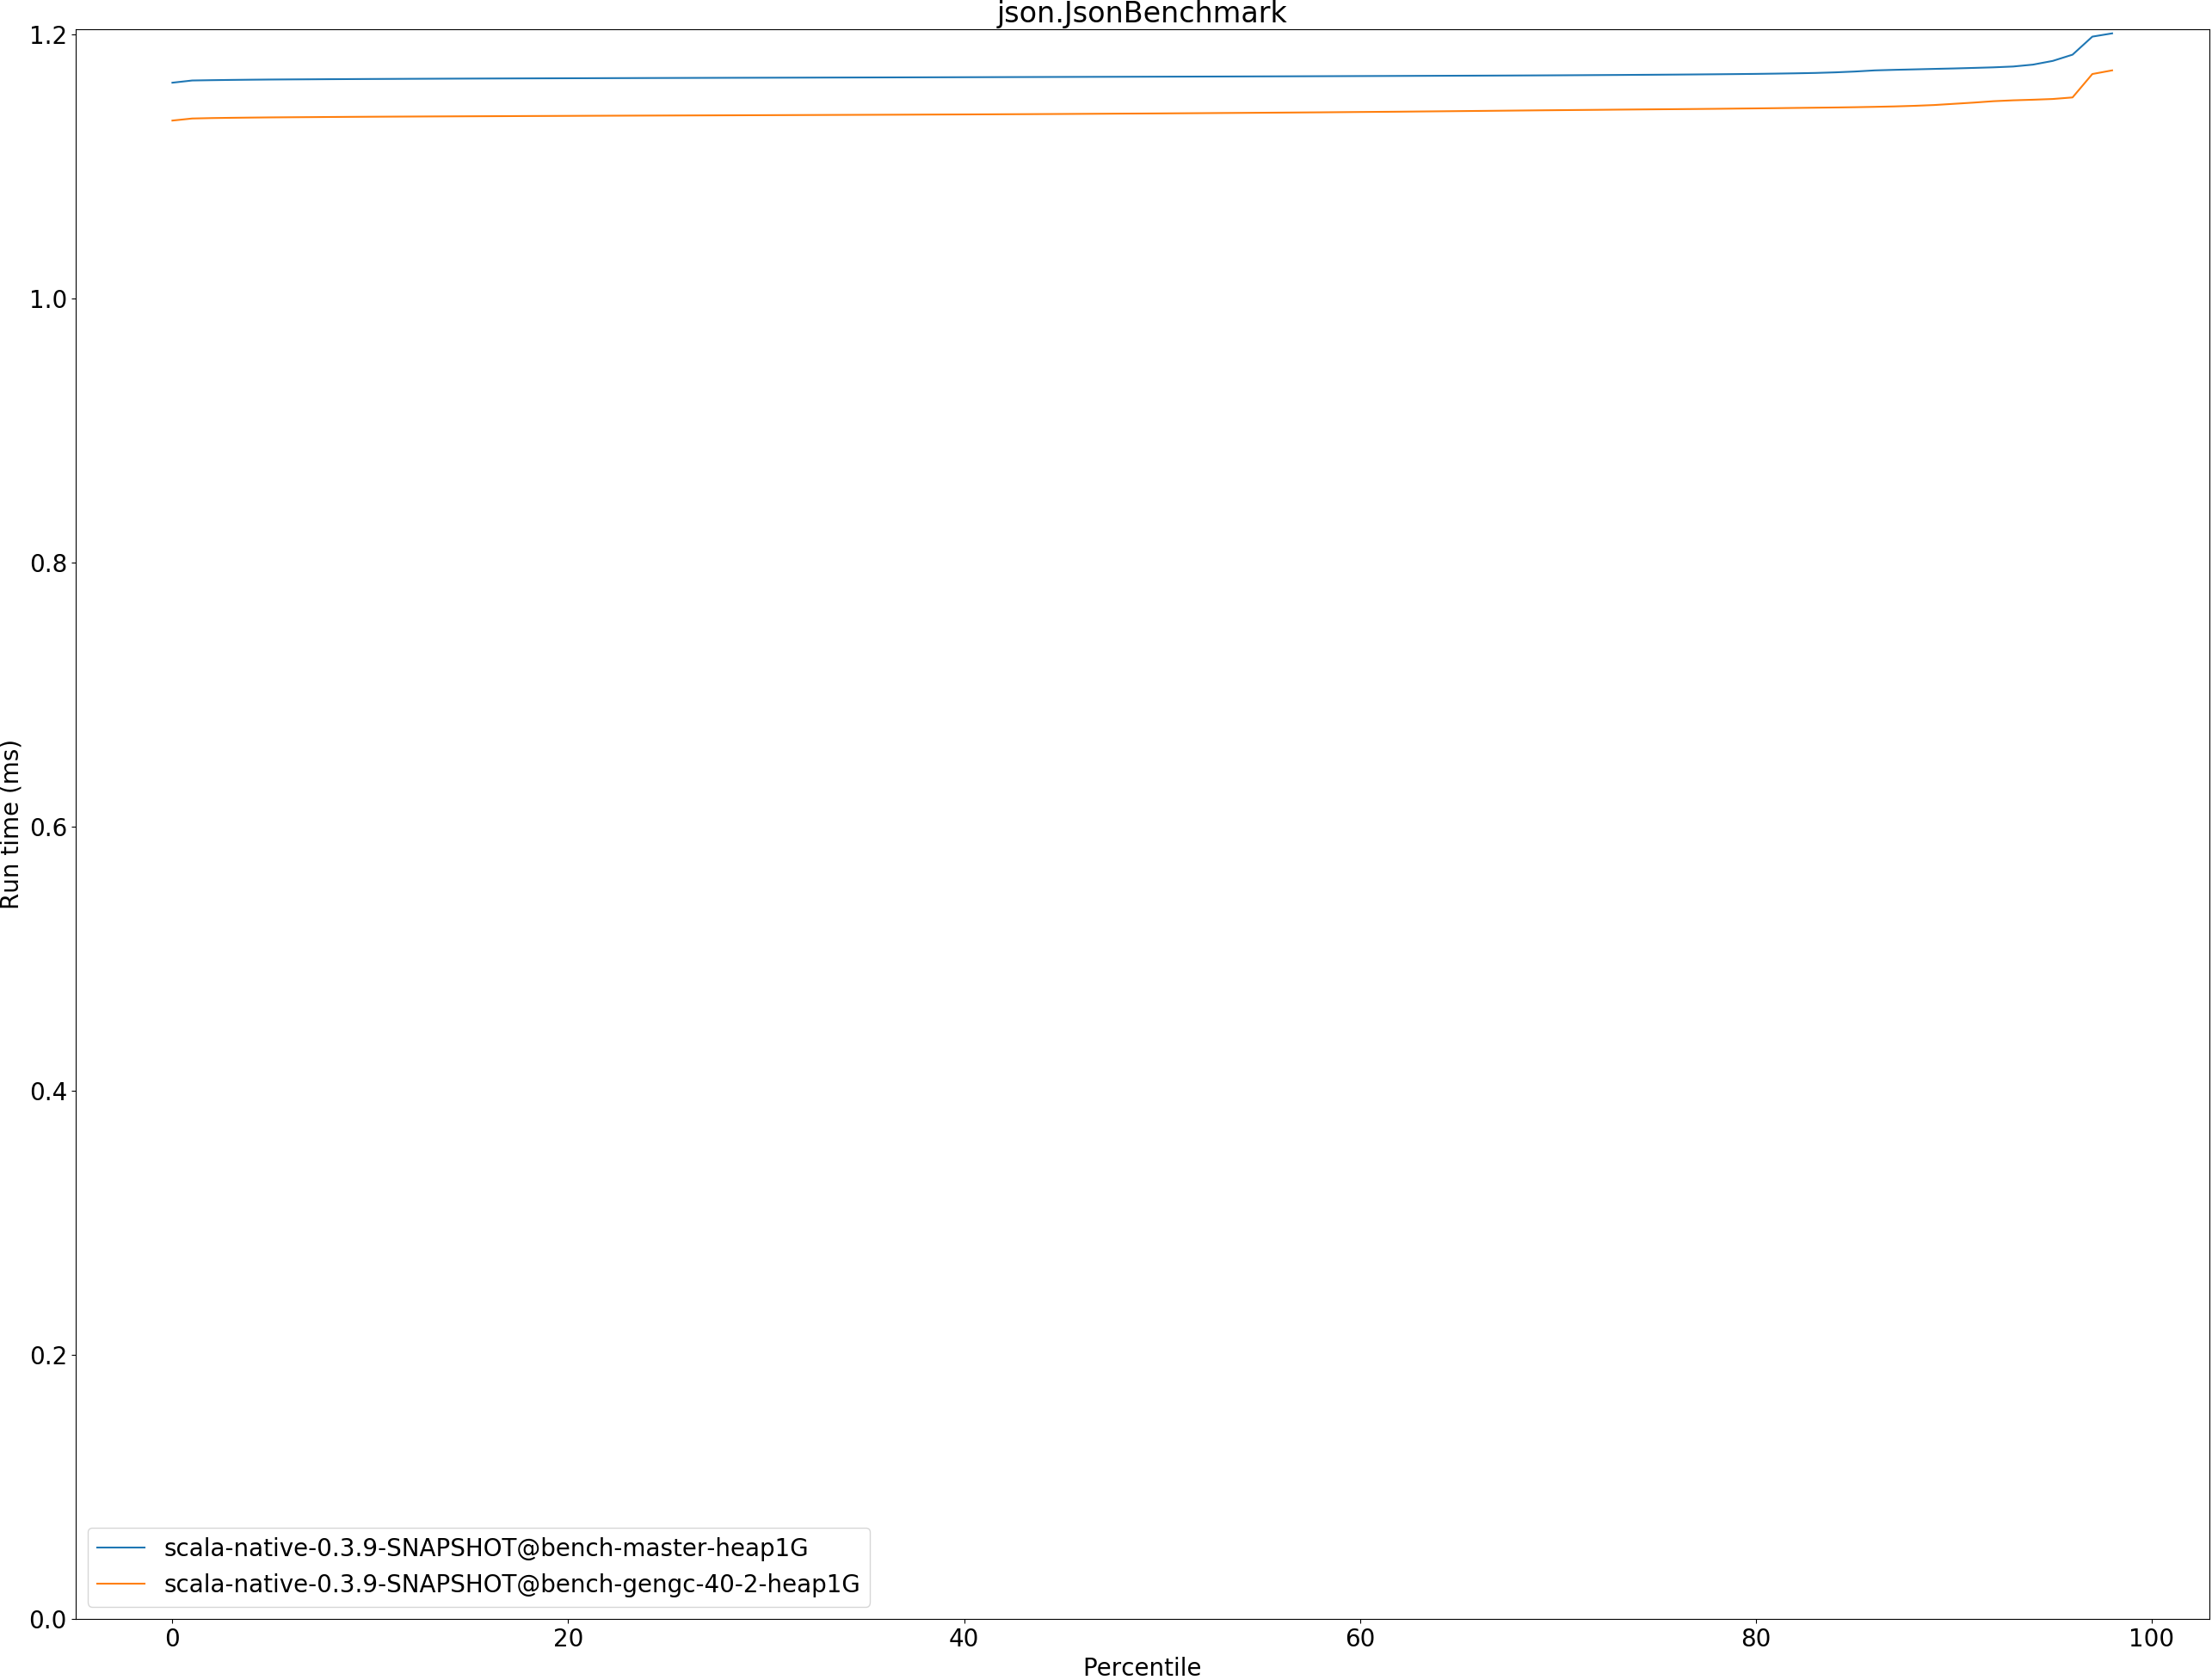 json.JsonBenchmark
1.2
1.0
0.8
0.6
0.4
0.2
0.0
Run time (ms)
scala-native-0.3.9-SNAPSHOT@bench-master-heap1G
scala-native-0.3.9-SNAPSHOT@bench-gengc-40-2-heap1G
0 20 40 60 80 100
Percentile